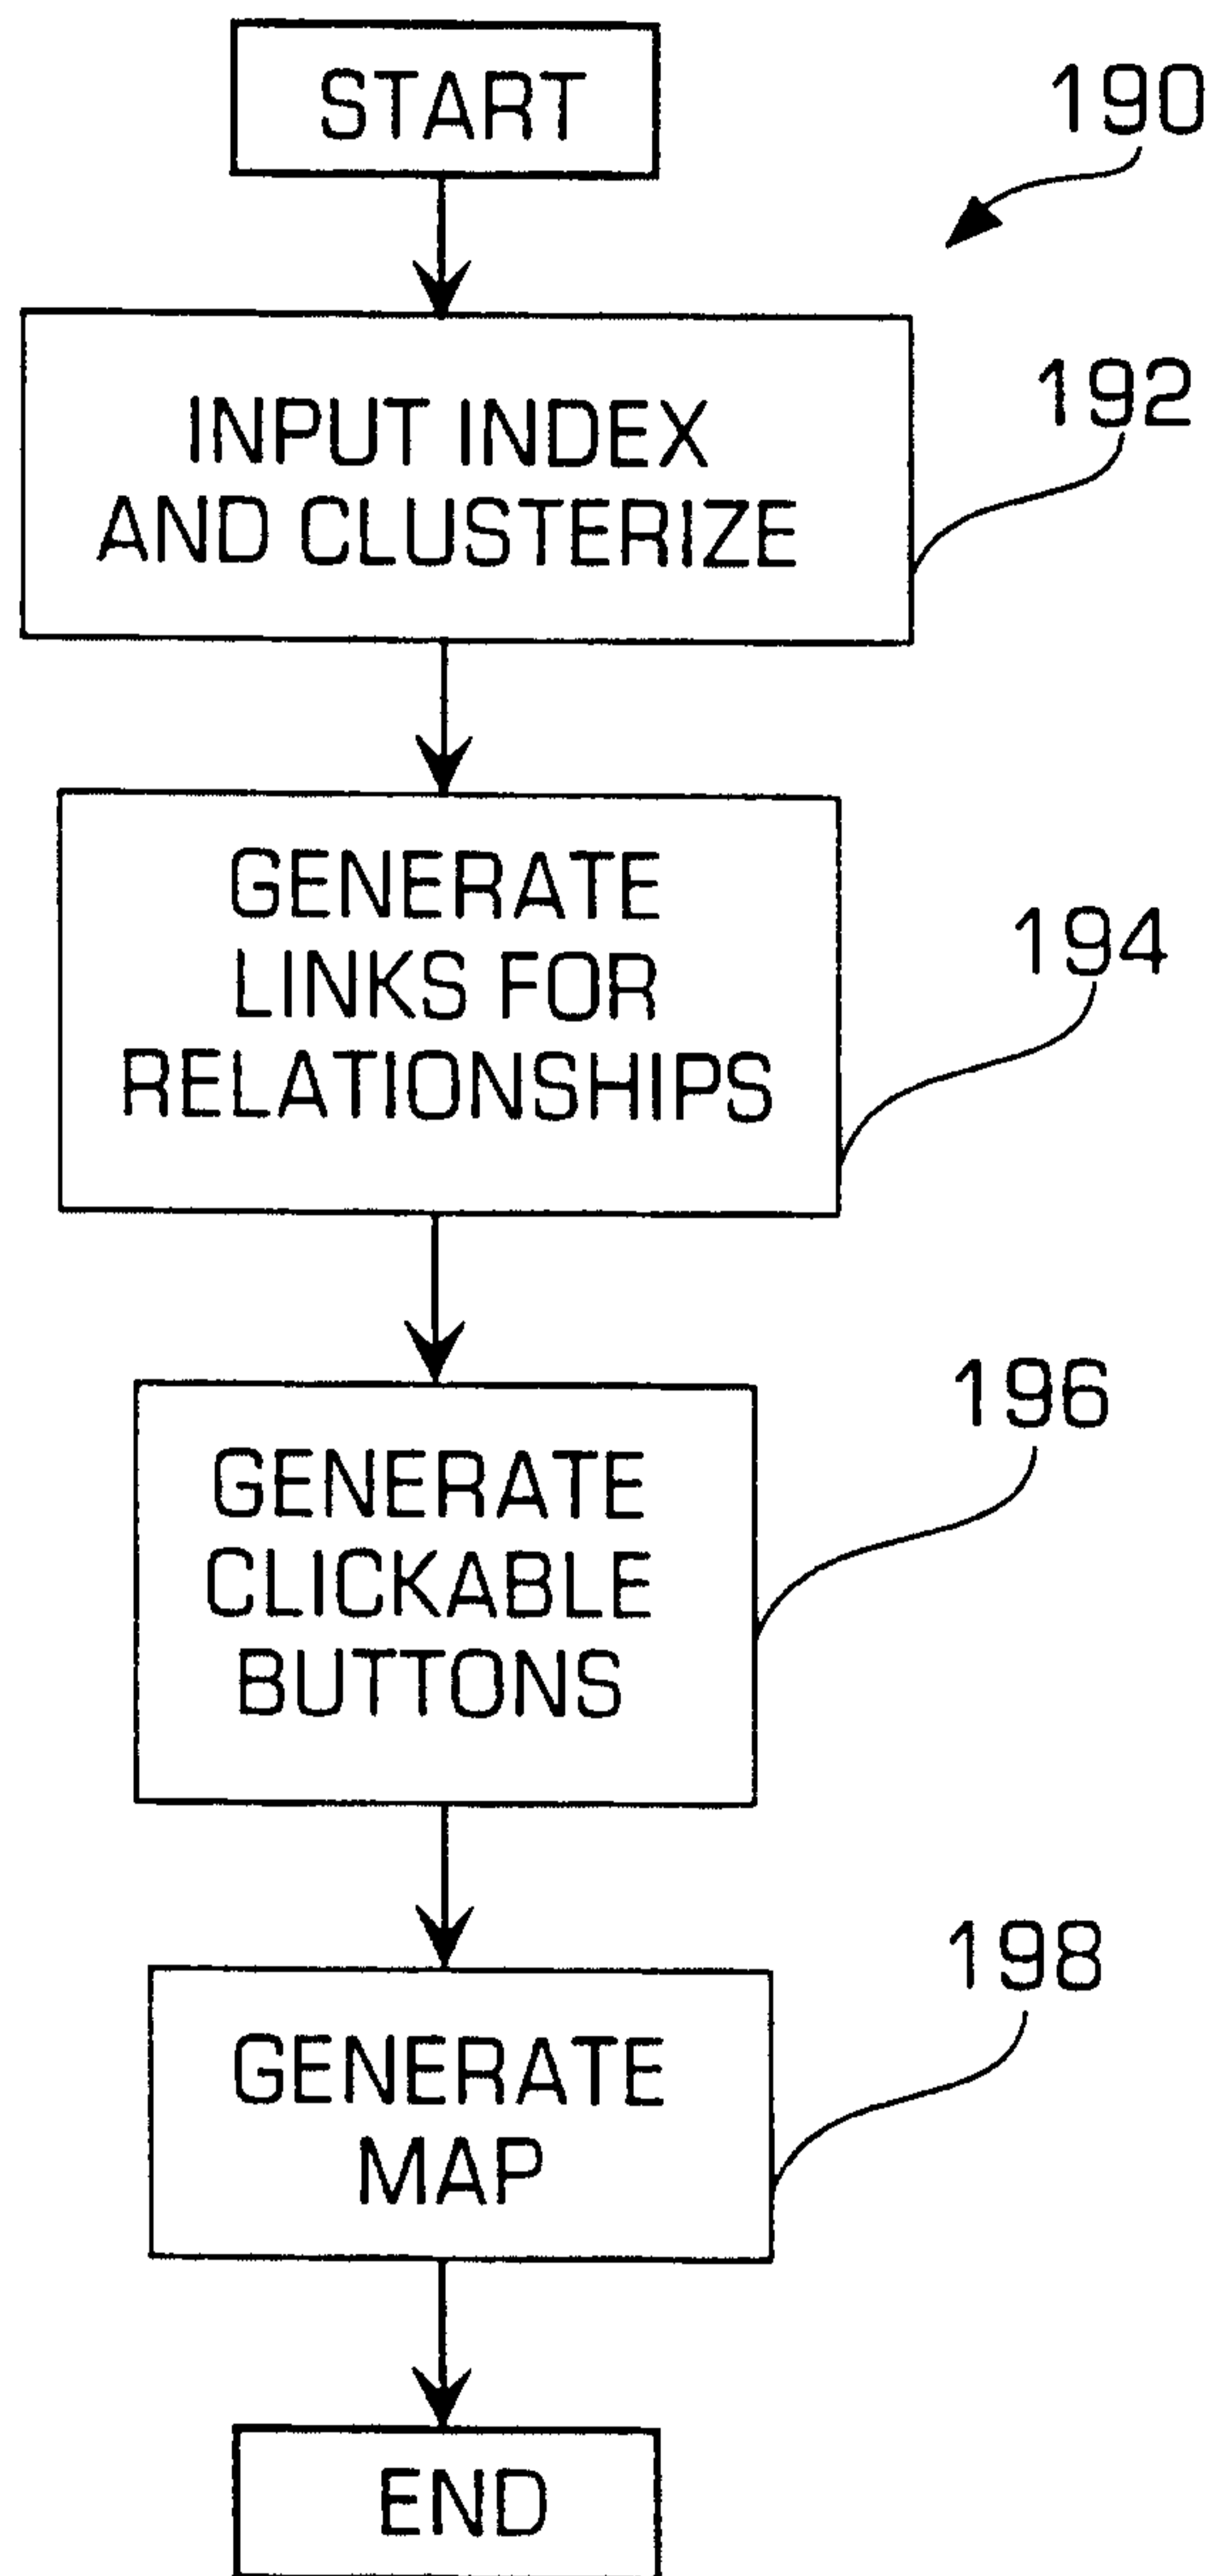 START
190
INPUT INDEX
AND CLUSTERIZE
192
GENERATE
LINKS FOR
RELATIONSHIPS
194
GENERATE
CLICKABLE
BUTTONS
196
GENERATE
MAP
198
END